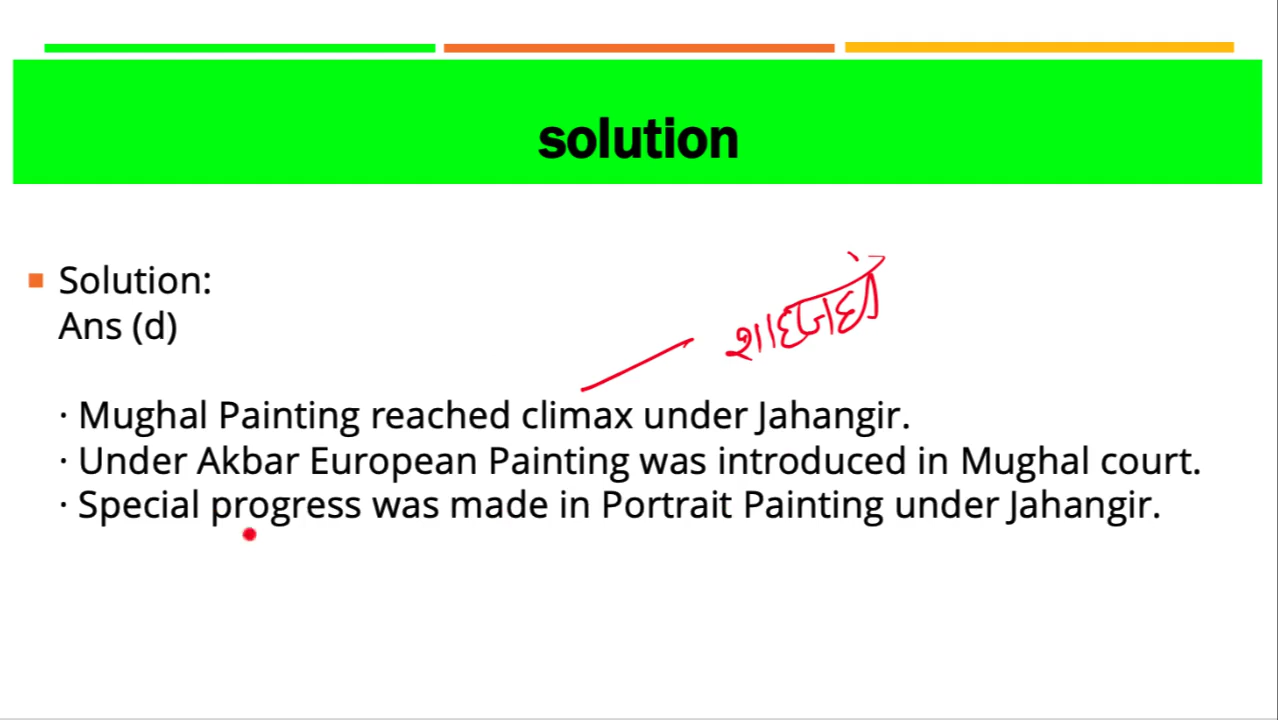 solution
Solution:
Ans (d)
શાહજહાઁ
· Mughal Painting reached climax under Jahangir.
· Under Akbar European Painting was introduced in Mughal court.
· Special progress was made in Portrait Painting under Jahangir.